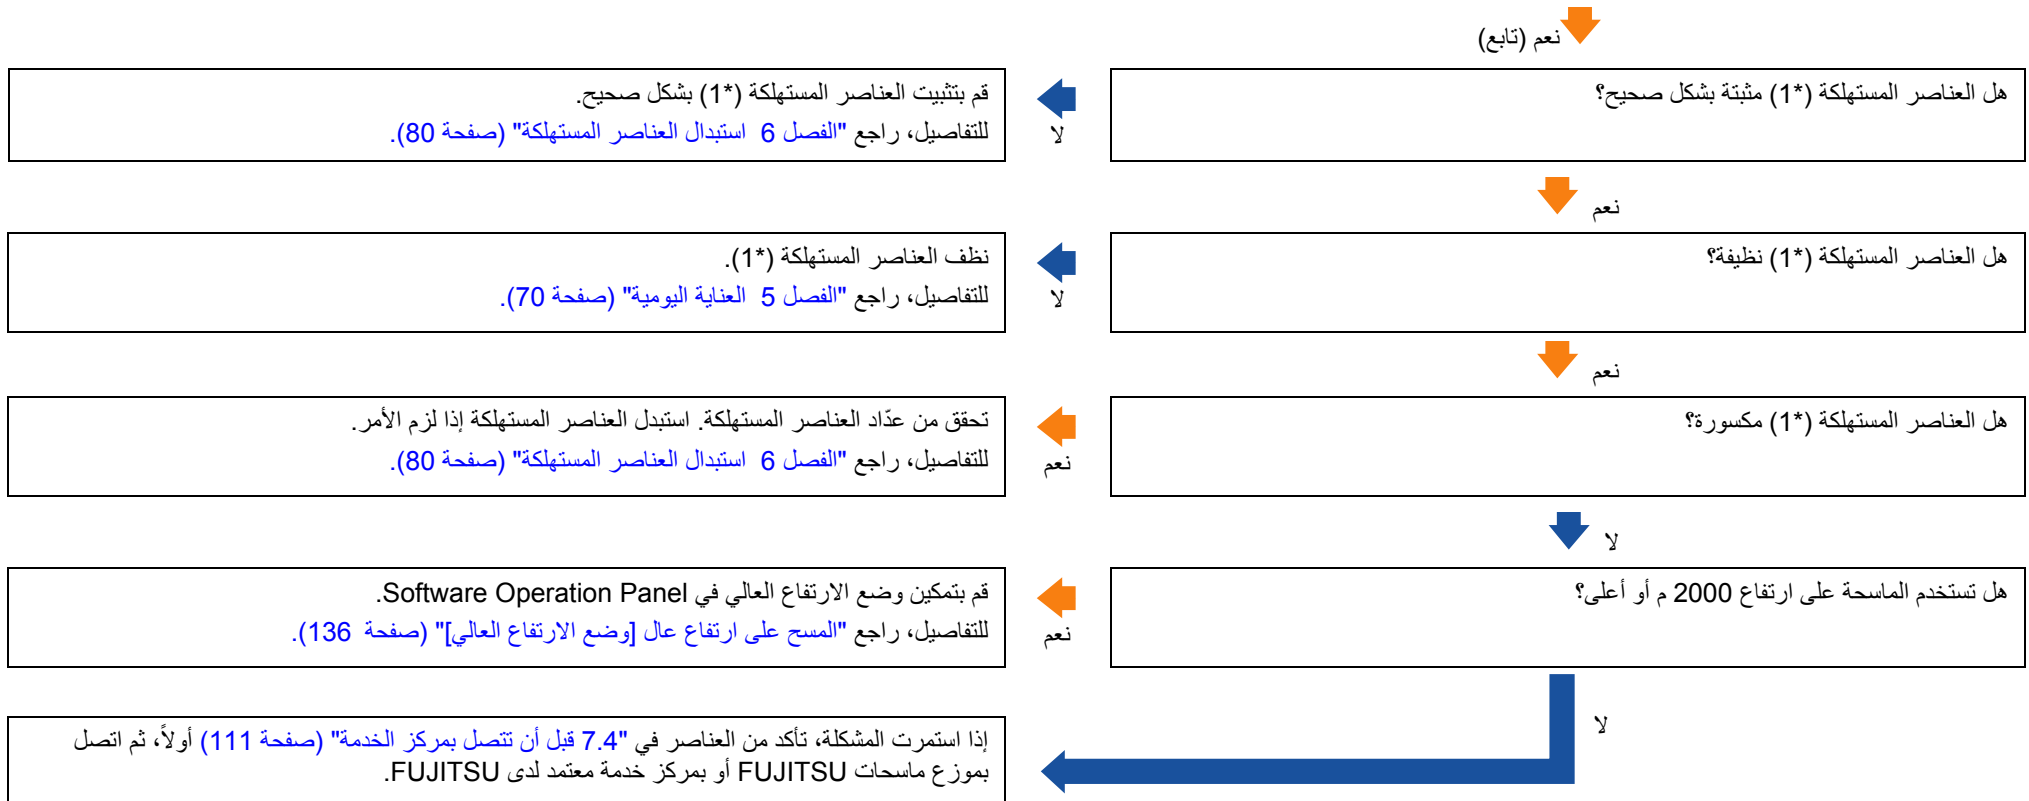 نعم (تابع)
هل العناصر المستهلكة (*1) مثبتة بشكل صحيح؟
لا
قم بتثبيت العناصر المستهلكة (*1) بشكل صحيح.
للتفاصيل، راجع "الفصل 6 استبدال العناصر المستهلكة" (صفحة 80).
نعم
هل العناصر المستهلكة (*1) نظيفة؟
لا
نظف العناصر المستهلكة (*1).
للتفاصيل، راجع "الفصل 5 العناية اليومية" (صفحة 70).
نعم
هل العناصر المستهلكة (*1) مكسورة؟
نعم
تحقق من عدّاد العناصر المستهلكة. استبدل العناصر المستهلكة إذا لزم الأمر.
للتفاصيل، راجع "الفصل 6 استبدال العناصر المستهلكة" (صفحة 80).
لا
هل تستخدم الماسحة على ارتفاع 2000 م أو أعلى؟
نعم
قم بتمكين وضع الارتفاع العالي في Software Operation Panel.
للتفاصيل، راجع "المسح على ارتفاع عال [وضع الارتفاع العالي]" (صفحة 136).
لا
إذا استمرت المشكلة، تأكد من العناصر في "7.4 قبل أن تتصل بمركز الخدمة" (صفحة 111) أولاً، ثم اتصل
بموزع ماسحات FUJITSU أو بمركز خدمة معتمد لدى FUJITSU.